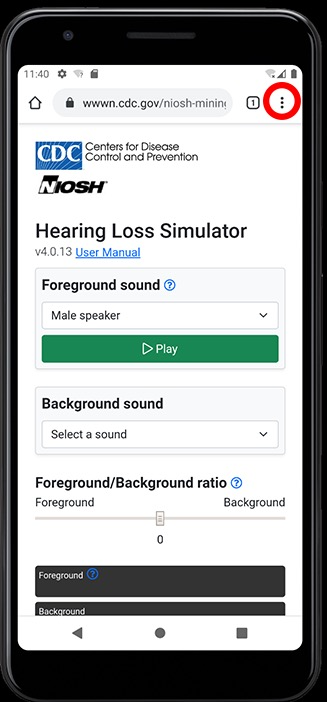 11:40
wwwn.cdc.gov/niosh-mining
1
CDC
Centers for Disease
Control and Prevention
NIOSH
Hearing Loss Simulator
v4.0.13 User Manual
Foreground sound ?
Male speaker
Play
Background sound
Select a sound
Foreground/Background ratio ?
Foreground Background
0
Foreground ?
Background